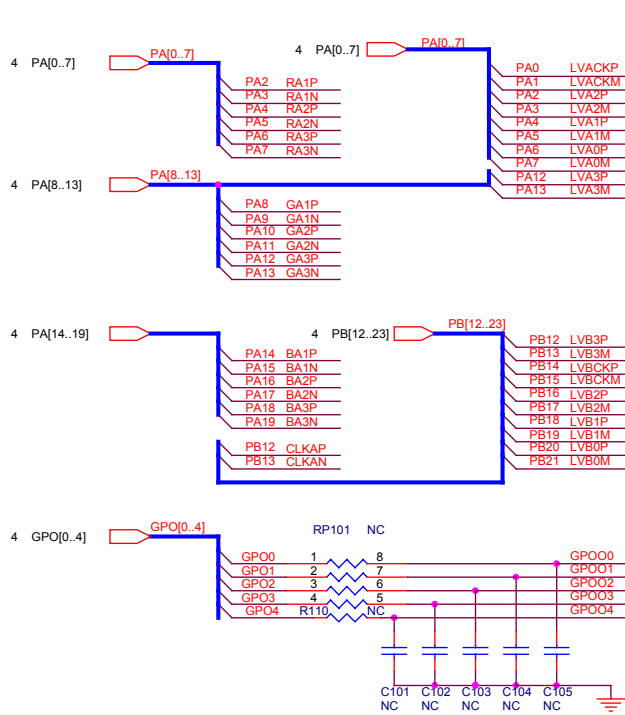 4 PA[0..7] PA[0..7]
4 PA[0..7] PA[0..7]
PA2 RA1P
PA3 RA1N
PA4 RA2P
PA5 RA2N
PA6 RA3P
PA7 RA3N
PA0 LVACKP
PA1 LVACKM
PA2 LVA2P
PA3 LVA2M
PA4 LVA1P
PA5 LVA1M
PA6 LVA0P
PA7 LVA0M
PA12 LVA3P
PA13 LVA3M
4 PA[8..13] PA[8..13]
PA8 GA1P
PA9 GA1N
PA10 GA2P
PA11 GA2N
PA12 GA3P
PA13 GA3N
4 PA[14..19]
4 PB[12..23] PB[12..23]
PA14 BA1P
PA15 BA1N
PA16 BA2P
PA17 BA2N
PA18 BA3P
PA19 BA3N
PB12 CLKAP
PB13 CLKAN
PB12 LVB3P
PB13 LVB3M
PB14 LVBCKP
PB15 LVBCKM
PB16 LVB2P
PB17 LVB2M
PB18 LVB1P
PB19 LVB1M
PB20 LVB0P
PB21 LVB0M
4 GPO[0..4] GPO[0..4]
RP101 NC
GPO0 1 8 GPOO0
GPO1 2 7 GPOO1
GPO2 3 6 GPOO2
GPO3 4 5 GPOO3
GPO4 R110 NC GPOO4
C101 C102 C103 C104 C105
NC NC NC NC NC